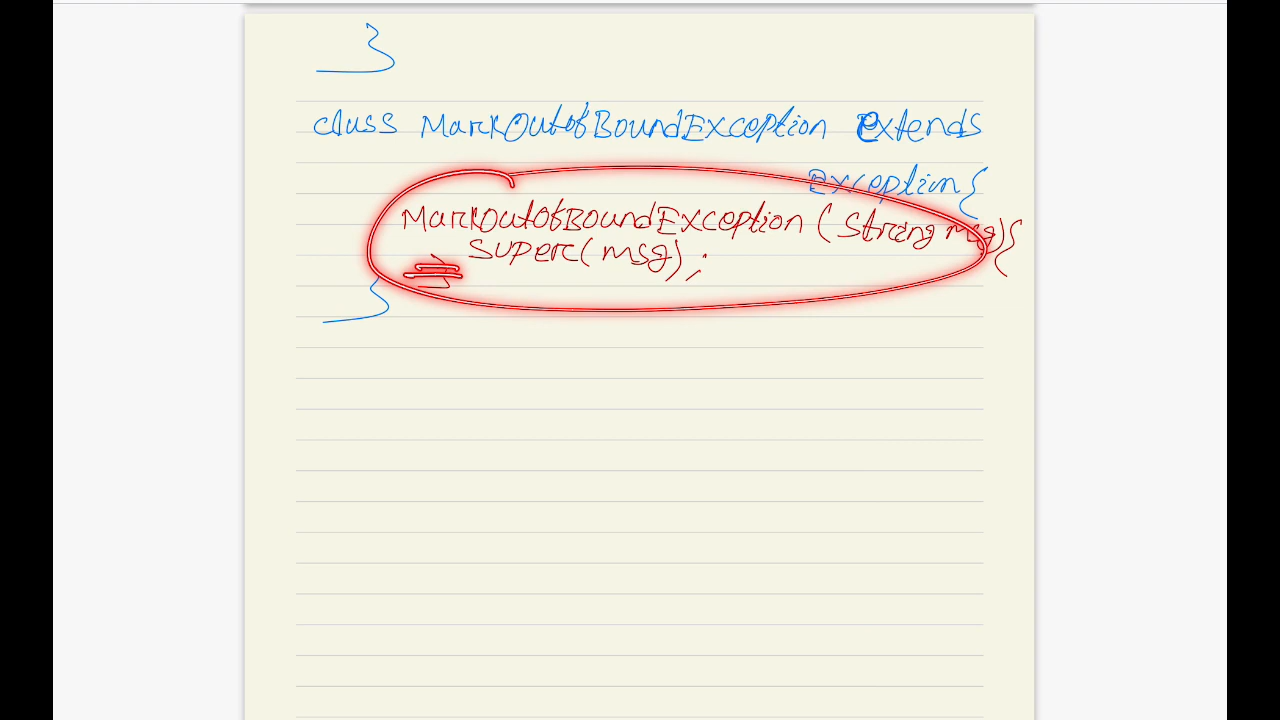 }
class MarkOutofBoundException extends
Exception{
MarkOutOfBoundException (String msg){
super(msg);
}
}